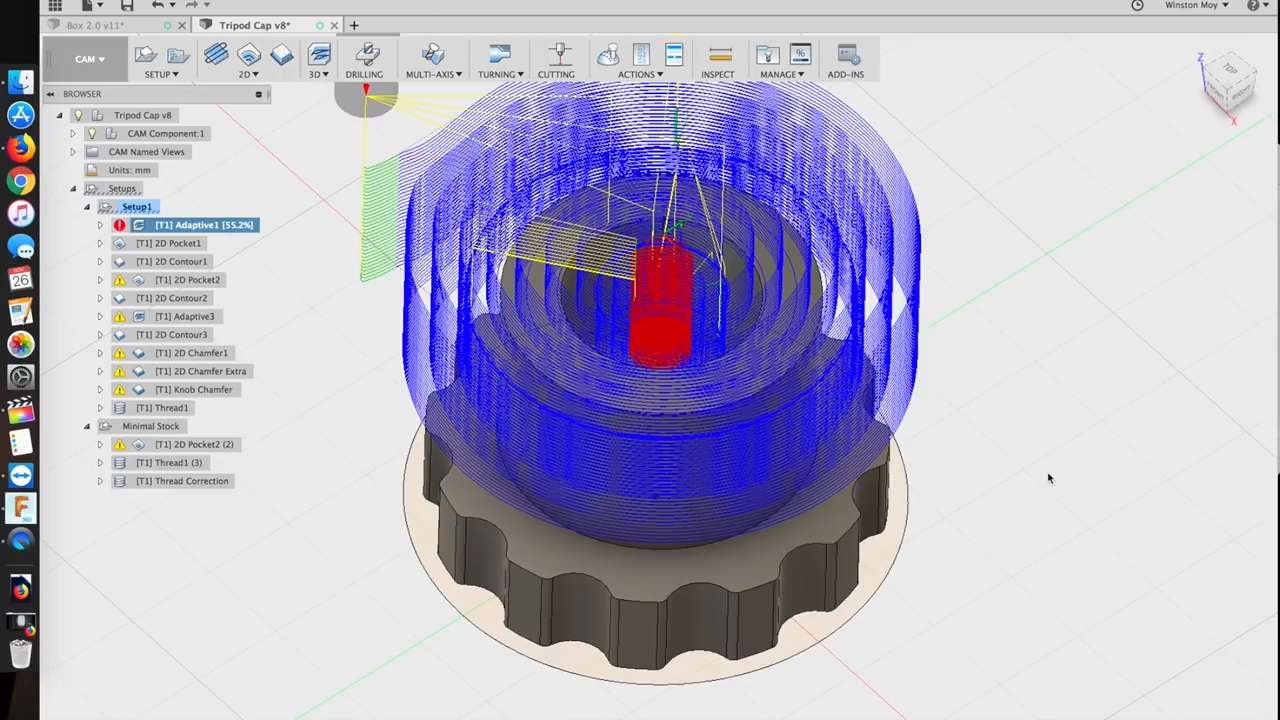 Winston Moy
Box 2.0 v11*
Tripod Cap v8*
CAM
SETUP
2D
3D
DRILLING
MULTI-AXIS
TURNING
CUTTING
ACTIONS
INSPECT
MANAGE
ADD-INS
BROWSER
Tripod Cap v8
CAM Component:1
CAM Named Views
Units: mm
Setups
Setup1
[T1] Adaptive1 [55.2%]
[T1] 2D Pocket1
[T1] 2D Contour1
[T1] 2D Pocket2
[T1] 2D Contour2
[T1] Adaptive3
[T1] 2D Contour3
[T1] 2D Chamfer1
[T1] 2D Chamfer Extra
[T1] Knob Chamfer
[T1] Thread1
Minimal Stock
[T1] 2D Pocket2 (2)
[T1] Thread1 (3)
[T1] Thread Correction
Z
TOP
X
NOV
26
F
360